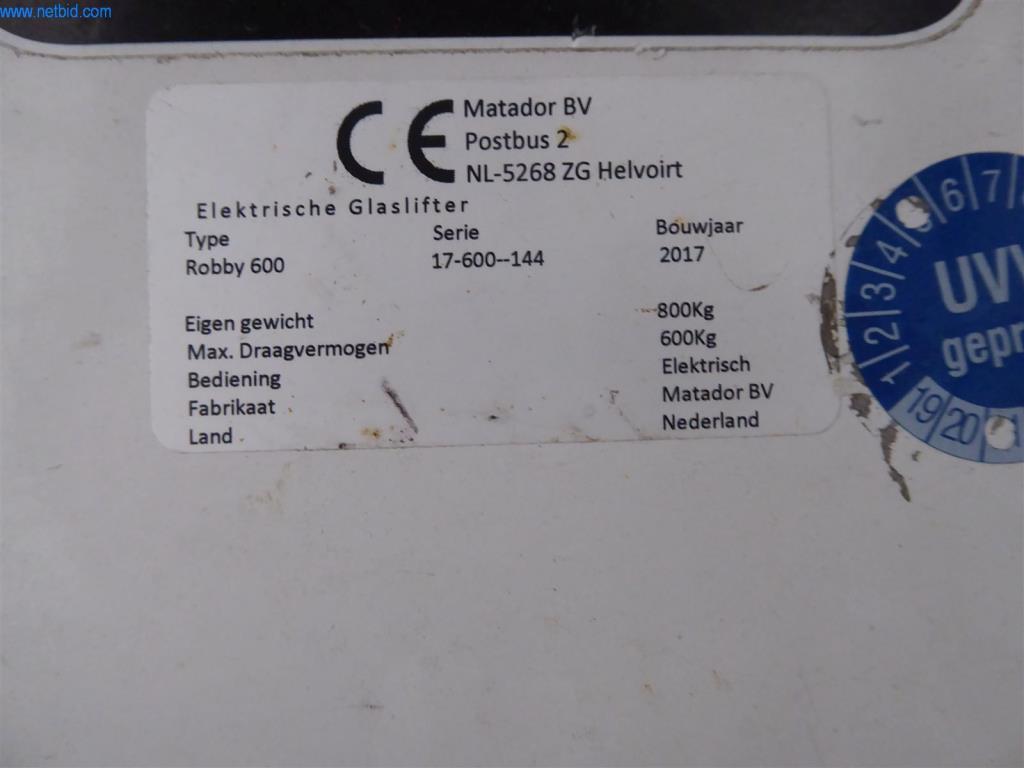 www.netbid.com
CE
Matador BV
Postbus 2
NL-5268 ZG Helvoirt
Elektrische Glaslifter
Type Serie Bouwjaar
Robby 600 17-600--144 2017
Eigen gewicht 800Kg
Max. Draagvermogen 600Kg
Bediening Elektrisch
Fabrikaat Matador BV
Land Nederland
1 2 3 4 6 7
19 20